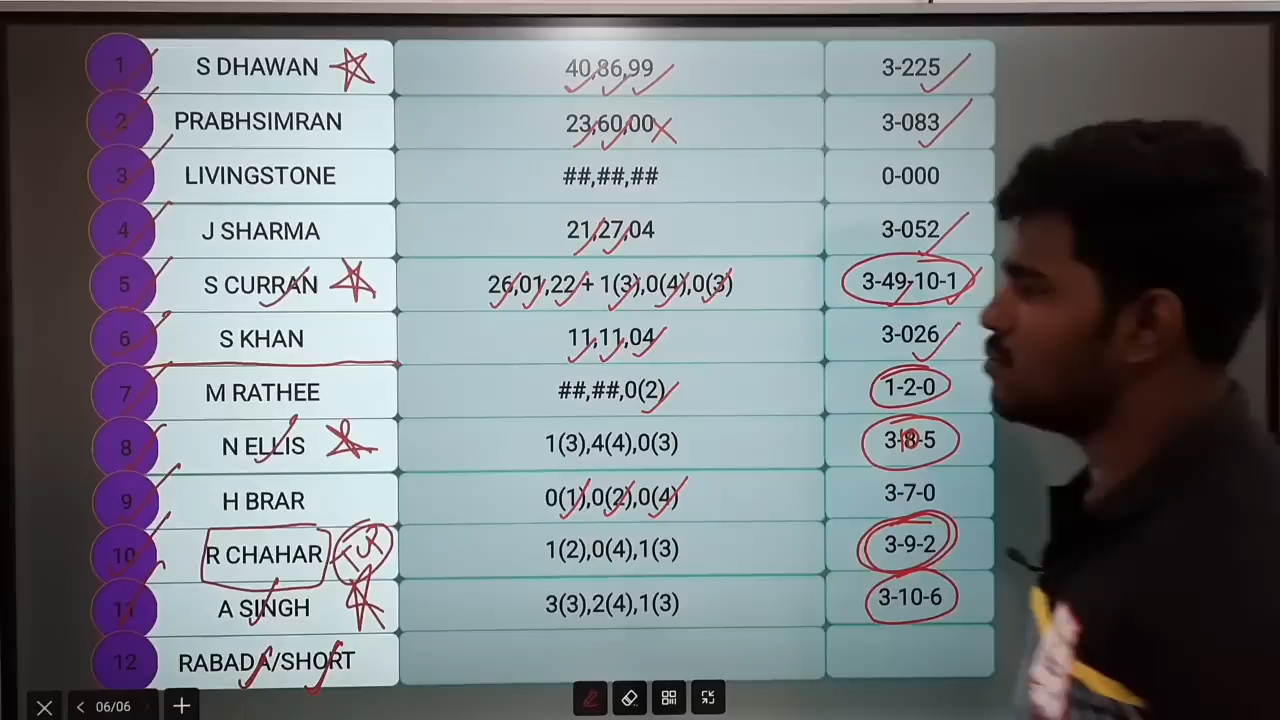 1 S DHAWAN 40,86,99 3-225
2 PRABHSIMRAN 23,60,00 3-083
3 LIVINGSTONE ##,##,## 0-000
4 J SHARMA 21,27,04 3-052
5 S CURRAN 26,01,22 + 1(3),0(4),0(3) 3-49-10-1
6 S KHAN 11,11,04 3-026
7 M RATHEE ##,##,0(2) 1-2-0
8 N ELLIS 1(3),4(4),0(3) 3-10-5
9 H BRAR 0(1),0(2),0(4) 3-7-0
10 R CHAHAR 1(2),0(4),1(3) 3-9-2
11 A SINGH 3(3),2(4),1(3) 3-10-6
12 RABADA/SHORT
06/06